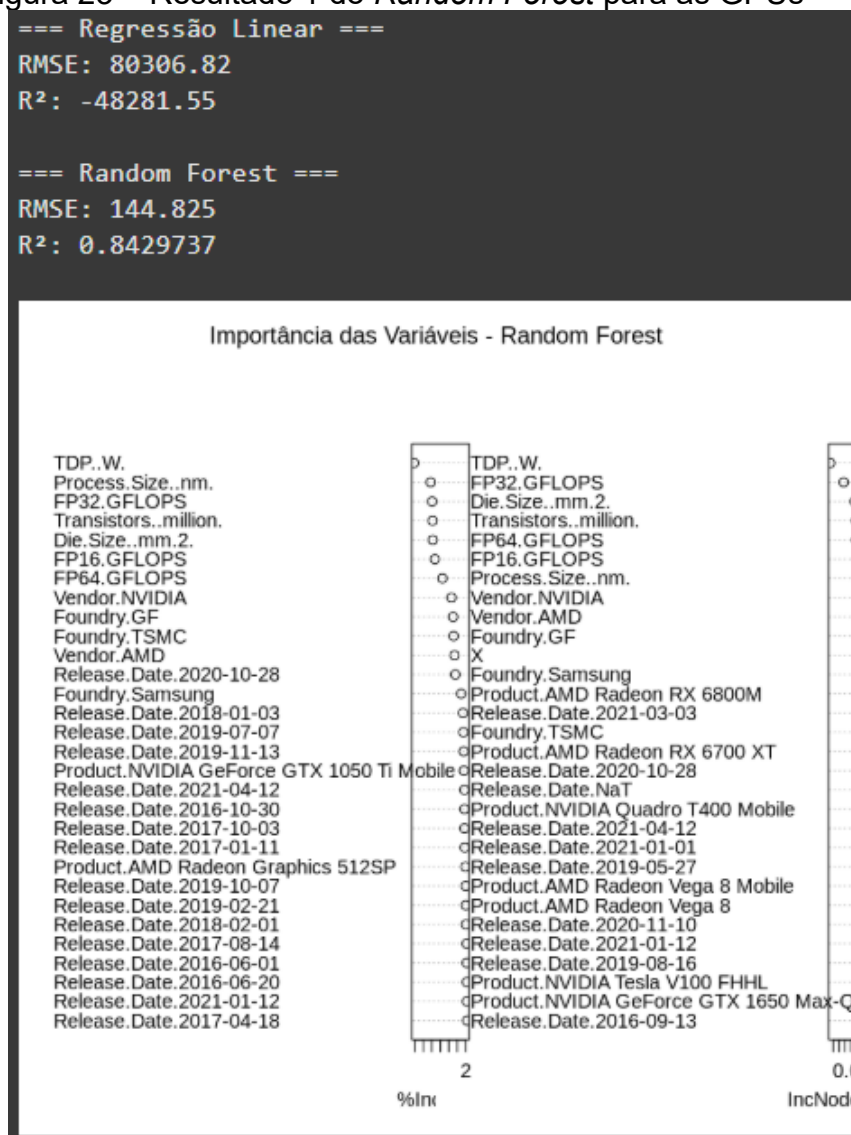 === Regressão Linear ===
RMSE: 80306.82
R²: -48281.55
=== Random Forest ===
RMSE: 144.825
R²: 0.8429737
Importância das Variáveis - Random Forest
TDP..W.
Process.Size..nm.
FP32.GFLOPS
Transistors..million.
Die.Size..mm.2.
FP16.GFLOPS
FP64.GFLOPS
Vendor.NVIDIA
Foundry.GF
Foundry.TSMC
Vendor.AMD
Release.Date.2020-10-28
Foundry.Samsung
Release.Date.2018-01-03
Release.Date.2019-07-07
Release.Date.2019-11-13
Product.NVIDIA GeForce GTX 1050 Ti Mobile
Release.Date.2021-04-12
Release.Date.2016-10-30
Release.Date.2017-10-03
Release.Date.2017-01-11
Product.AMD Radeon Graphics 512SP
Release.Date.2019-10-07
Release.Date.2019-02-21
Release.Date.2018-02-01
Release.Date.2017-08-14
Release.Date.2016-06-01
Release.Date.2016-06-20
Release.Date.2021-01-12
Release.Date.2017-04-18
2
%Inc
TDP..W.
FP32.GFLOPS
Die.Size..mm.2.
Transistors..million.
FP64.GFLOPS
FP16.GFLOPS
Process.Size..nm.
Vendor.NVIDIA
Vendor.AMD
Foundry.GF
X
Foundry.Samsung
Product.AMD Radeon RX 6800M
Release.Date.2021-03-03
Foundry.TSMC
Product.AMD Radeon RX 6700 XT
Release.Date.2020-10-28
Release.Date.NaT
Product.NVIDIA Quadro T400 Mobile
Release.Date.2021-04-12
Release.Date.2021-01-01
Release.Date.2019-05-27
Product.AMD Radeon Vega 8 Mobile
Product.AMD Radeon Vega 8
Release.Date.2020-11-10
Release.Date.2021-01-12
Release.Date.2019-08-16
Product.NVIDIA Tesla V100 FHHL
Product.NVIDIA GeForce GTX 1650 Max-Q
Release.Date.2016-09-13
0.
IncNod